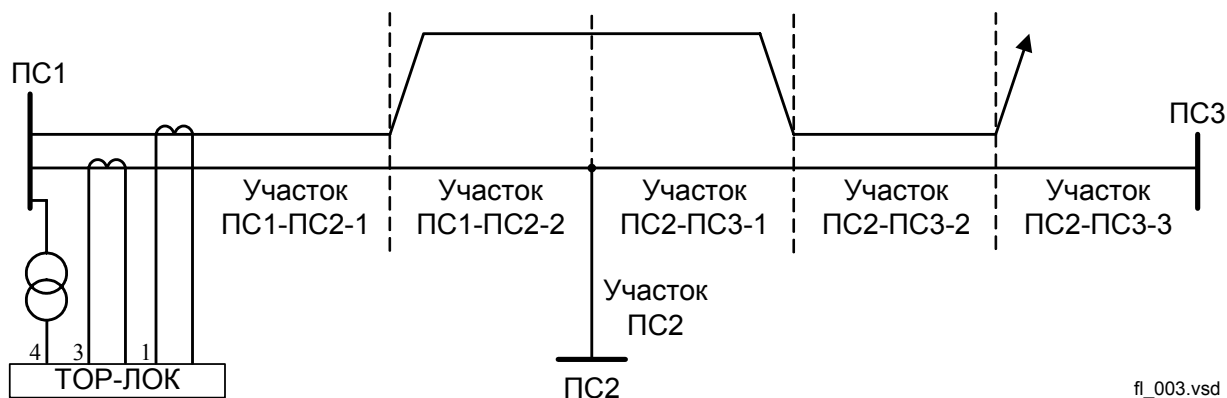 ПС1
ПС3
Участок
ПС1-ПС2-1
Участок
ПС1-ПС2-2
Участок
ПС2-ПС3-1
Участок
ПС2-ПС3-2
Участок
ПС2-ПС3-3
Участок
ПС2
4 3 1
ТОР-ЛОК
ПС2
fl_003.vsd